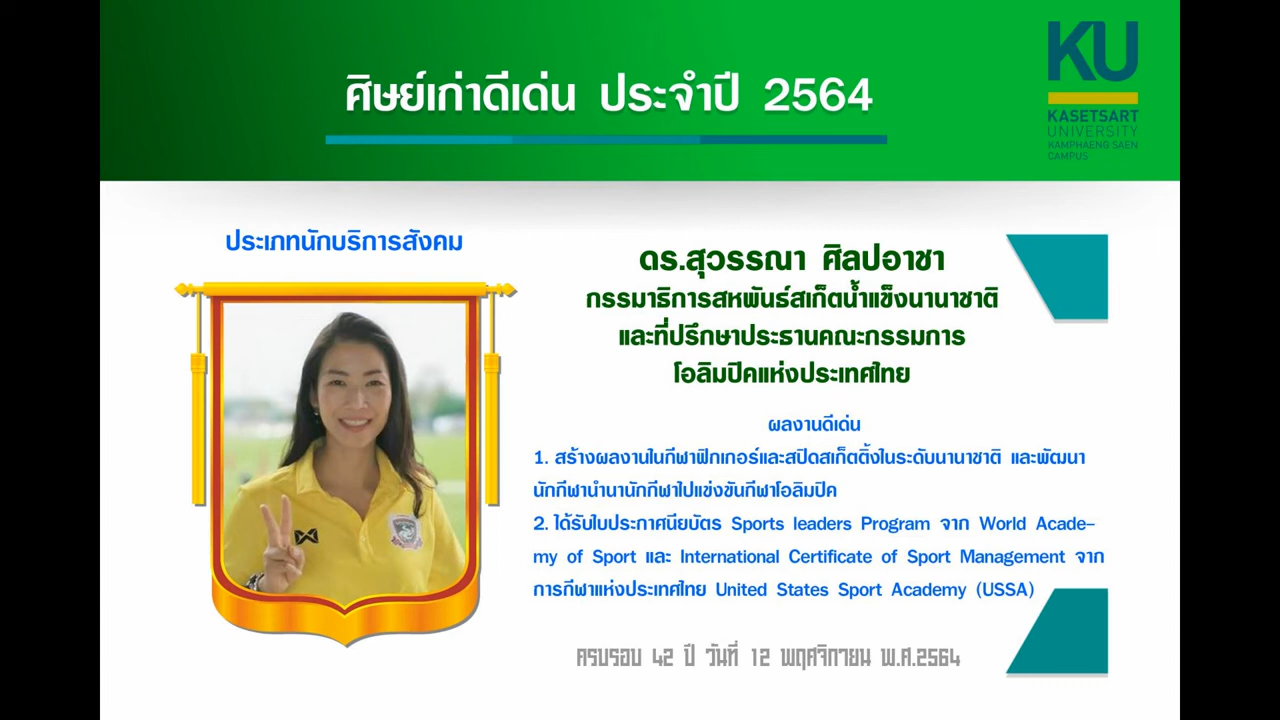 ศิษย์เก่าดีเด่น ประจำปี 2564
KU
KASETSART
UNIVERSITY
KAMPHAENG SAEN
CAMPUS
ประเภทนักบริการสังคม
ดร.สุวรรณา ศิลปอาชา
กรรมาธิการสหพันธ์สเก็ตน้ำแข็งนานาชาติ
และที่ปรึกษาประธานคณะกรรมการ
โอลิมปิคแห่งประเทศไทย
ผลงานดีเด่น
1. สร้างผลงานในกีฬาฟิกเกอร์และสปิดสเก็ตติ้งในระดับนานาชาติ และพัฒนา
นักกีฬานำนานักกีฬาไปแข่งขันกีฬาโอลิมปิค
2. ได้รับใบประกาศนียบัตร Sports leaders Program จาก World Acade-
my of Sport และ International Certificate of Sport Management จาก
การกีฬาแห่งประเทศไทย United States Sport Academy (USSA)
ครบรอบ 42 ปี วันที่ 12 พฤศจิกายน พ.ศ.2564